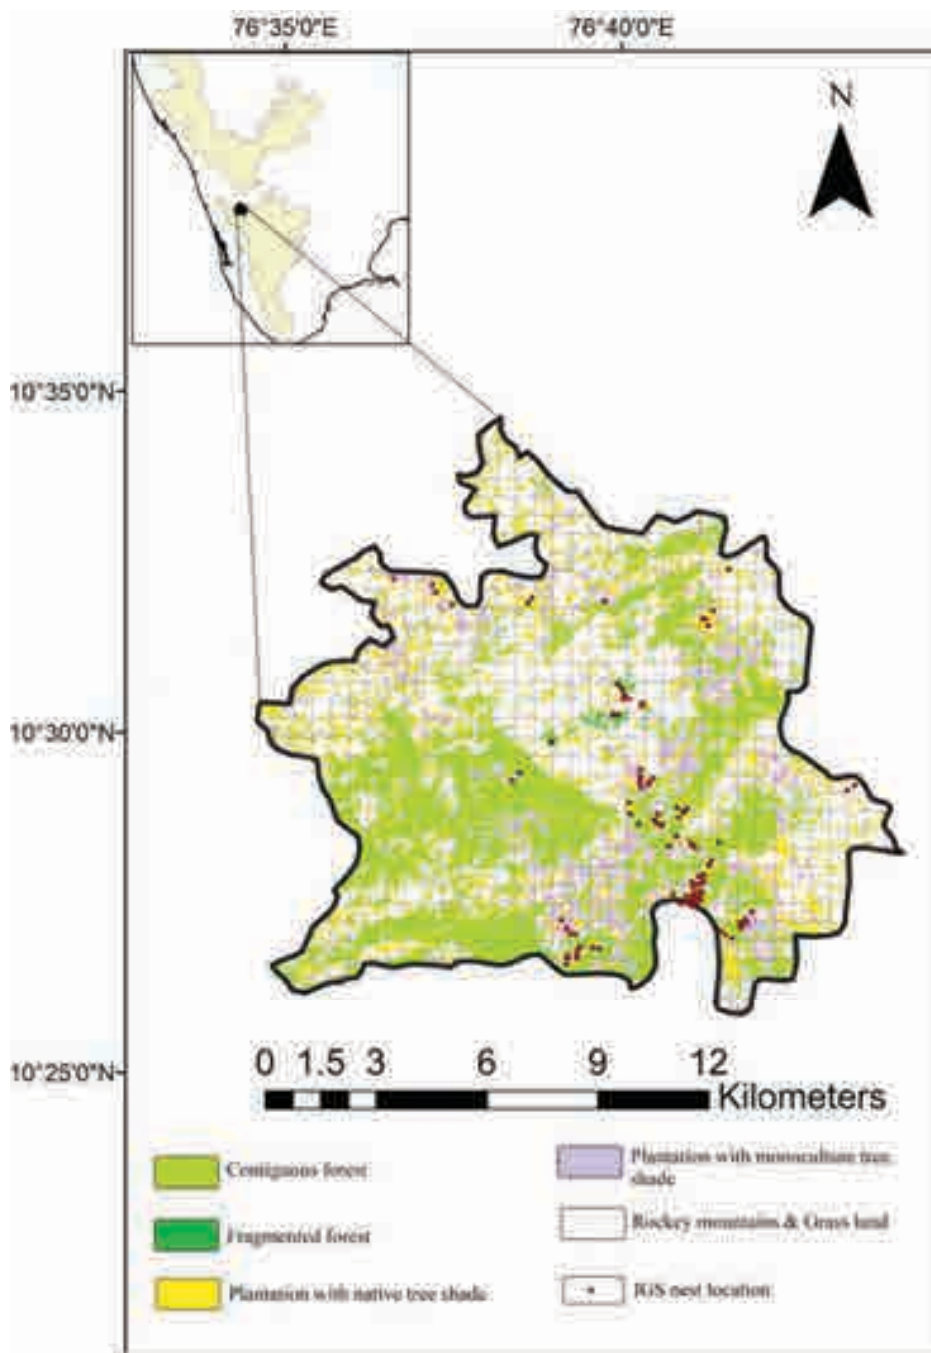 76°35'0"E
76°40'0"E
N
10°35'0"N
10°30'0"N
10°25'0"N
0 1.5 3 6 9 12
Kilometers
Contiguous forest
Fragmented forest
Plantation with native tree shade
Plantation with monoculture tree
shade
Rockey mountains & Grass land
IGS nest location